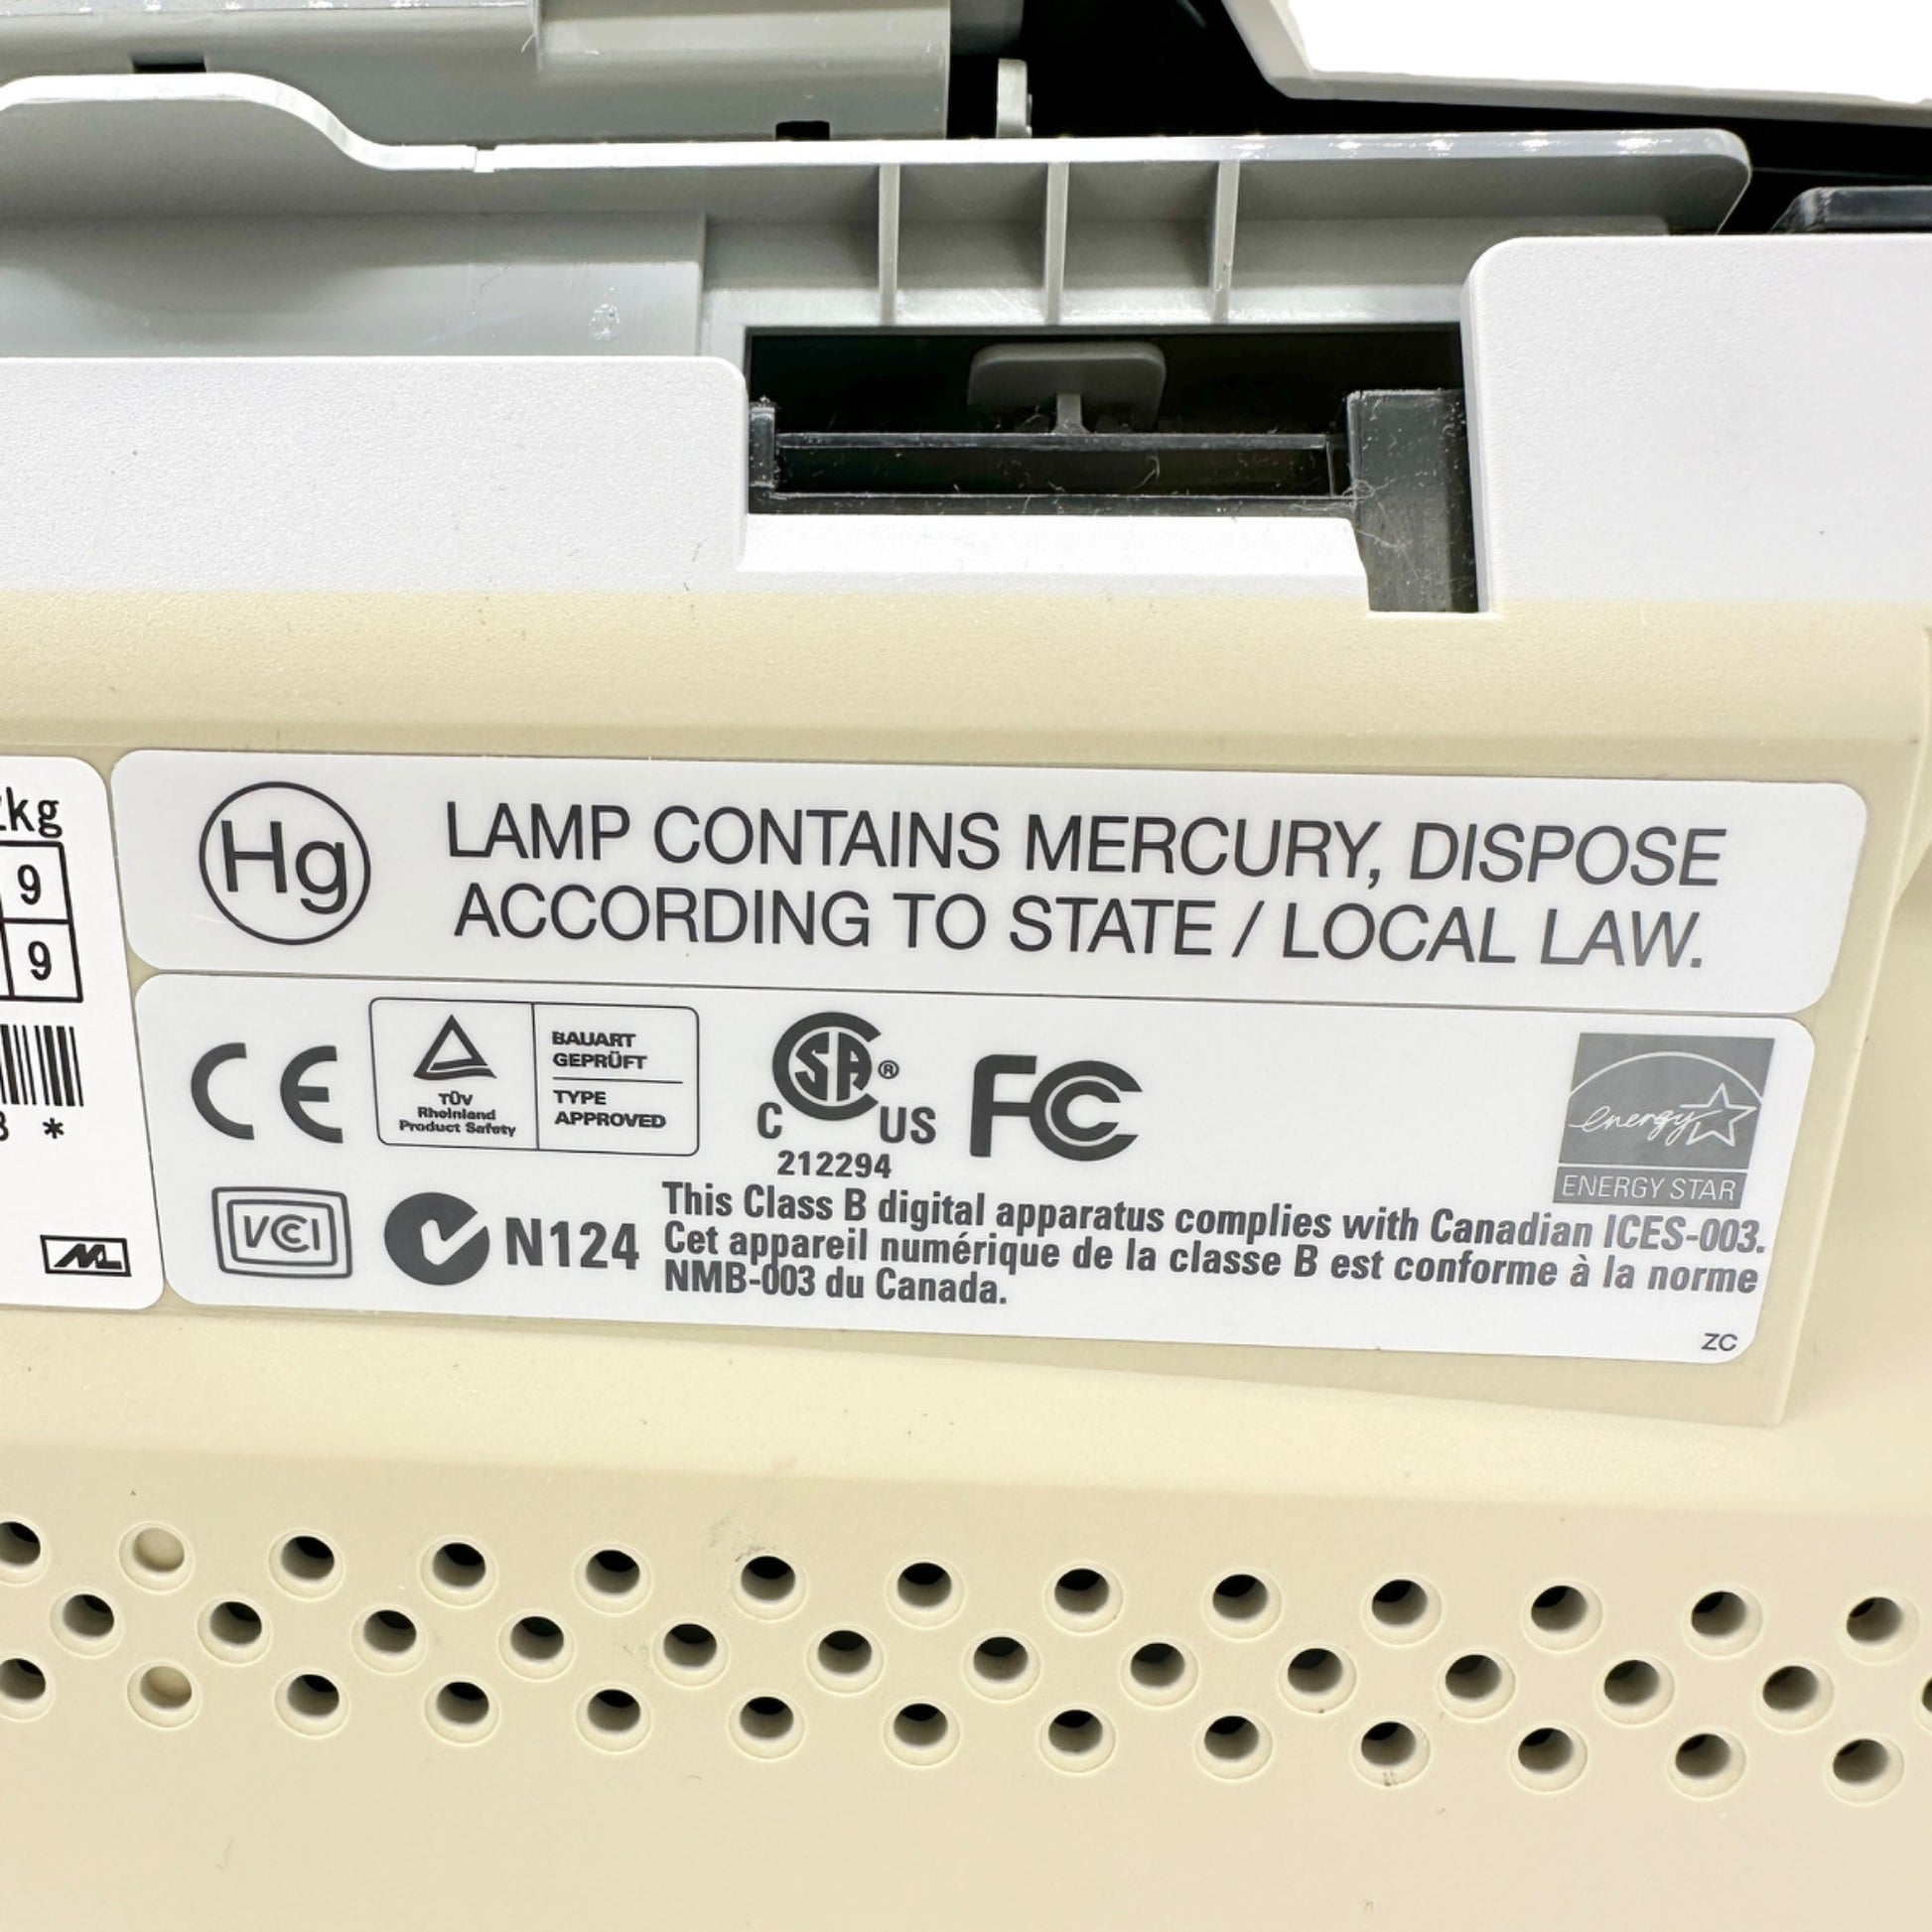 kg
9
9
*
Hg
LAMP CONTAINS MERCURY, DISPOSE
ACCORDING TO STATE / LOCAL LAW.
CE
TÜV
Rheinland
Product Safety
BAUART
GEPRÜFT
TYPE
APPROVED
C SA ® US
212294
FC
energy
ENERGY STAR
VCCI
N124
This Class B digital apparatus complies with Canadian ICES-003.
Cet appareil numérique de la classe B est conforme à la norme
NMB-003 du Canada.
ZC